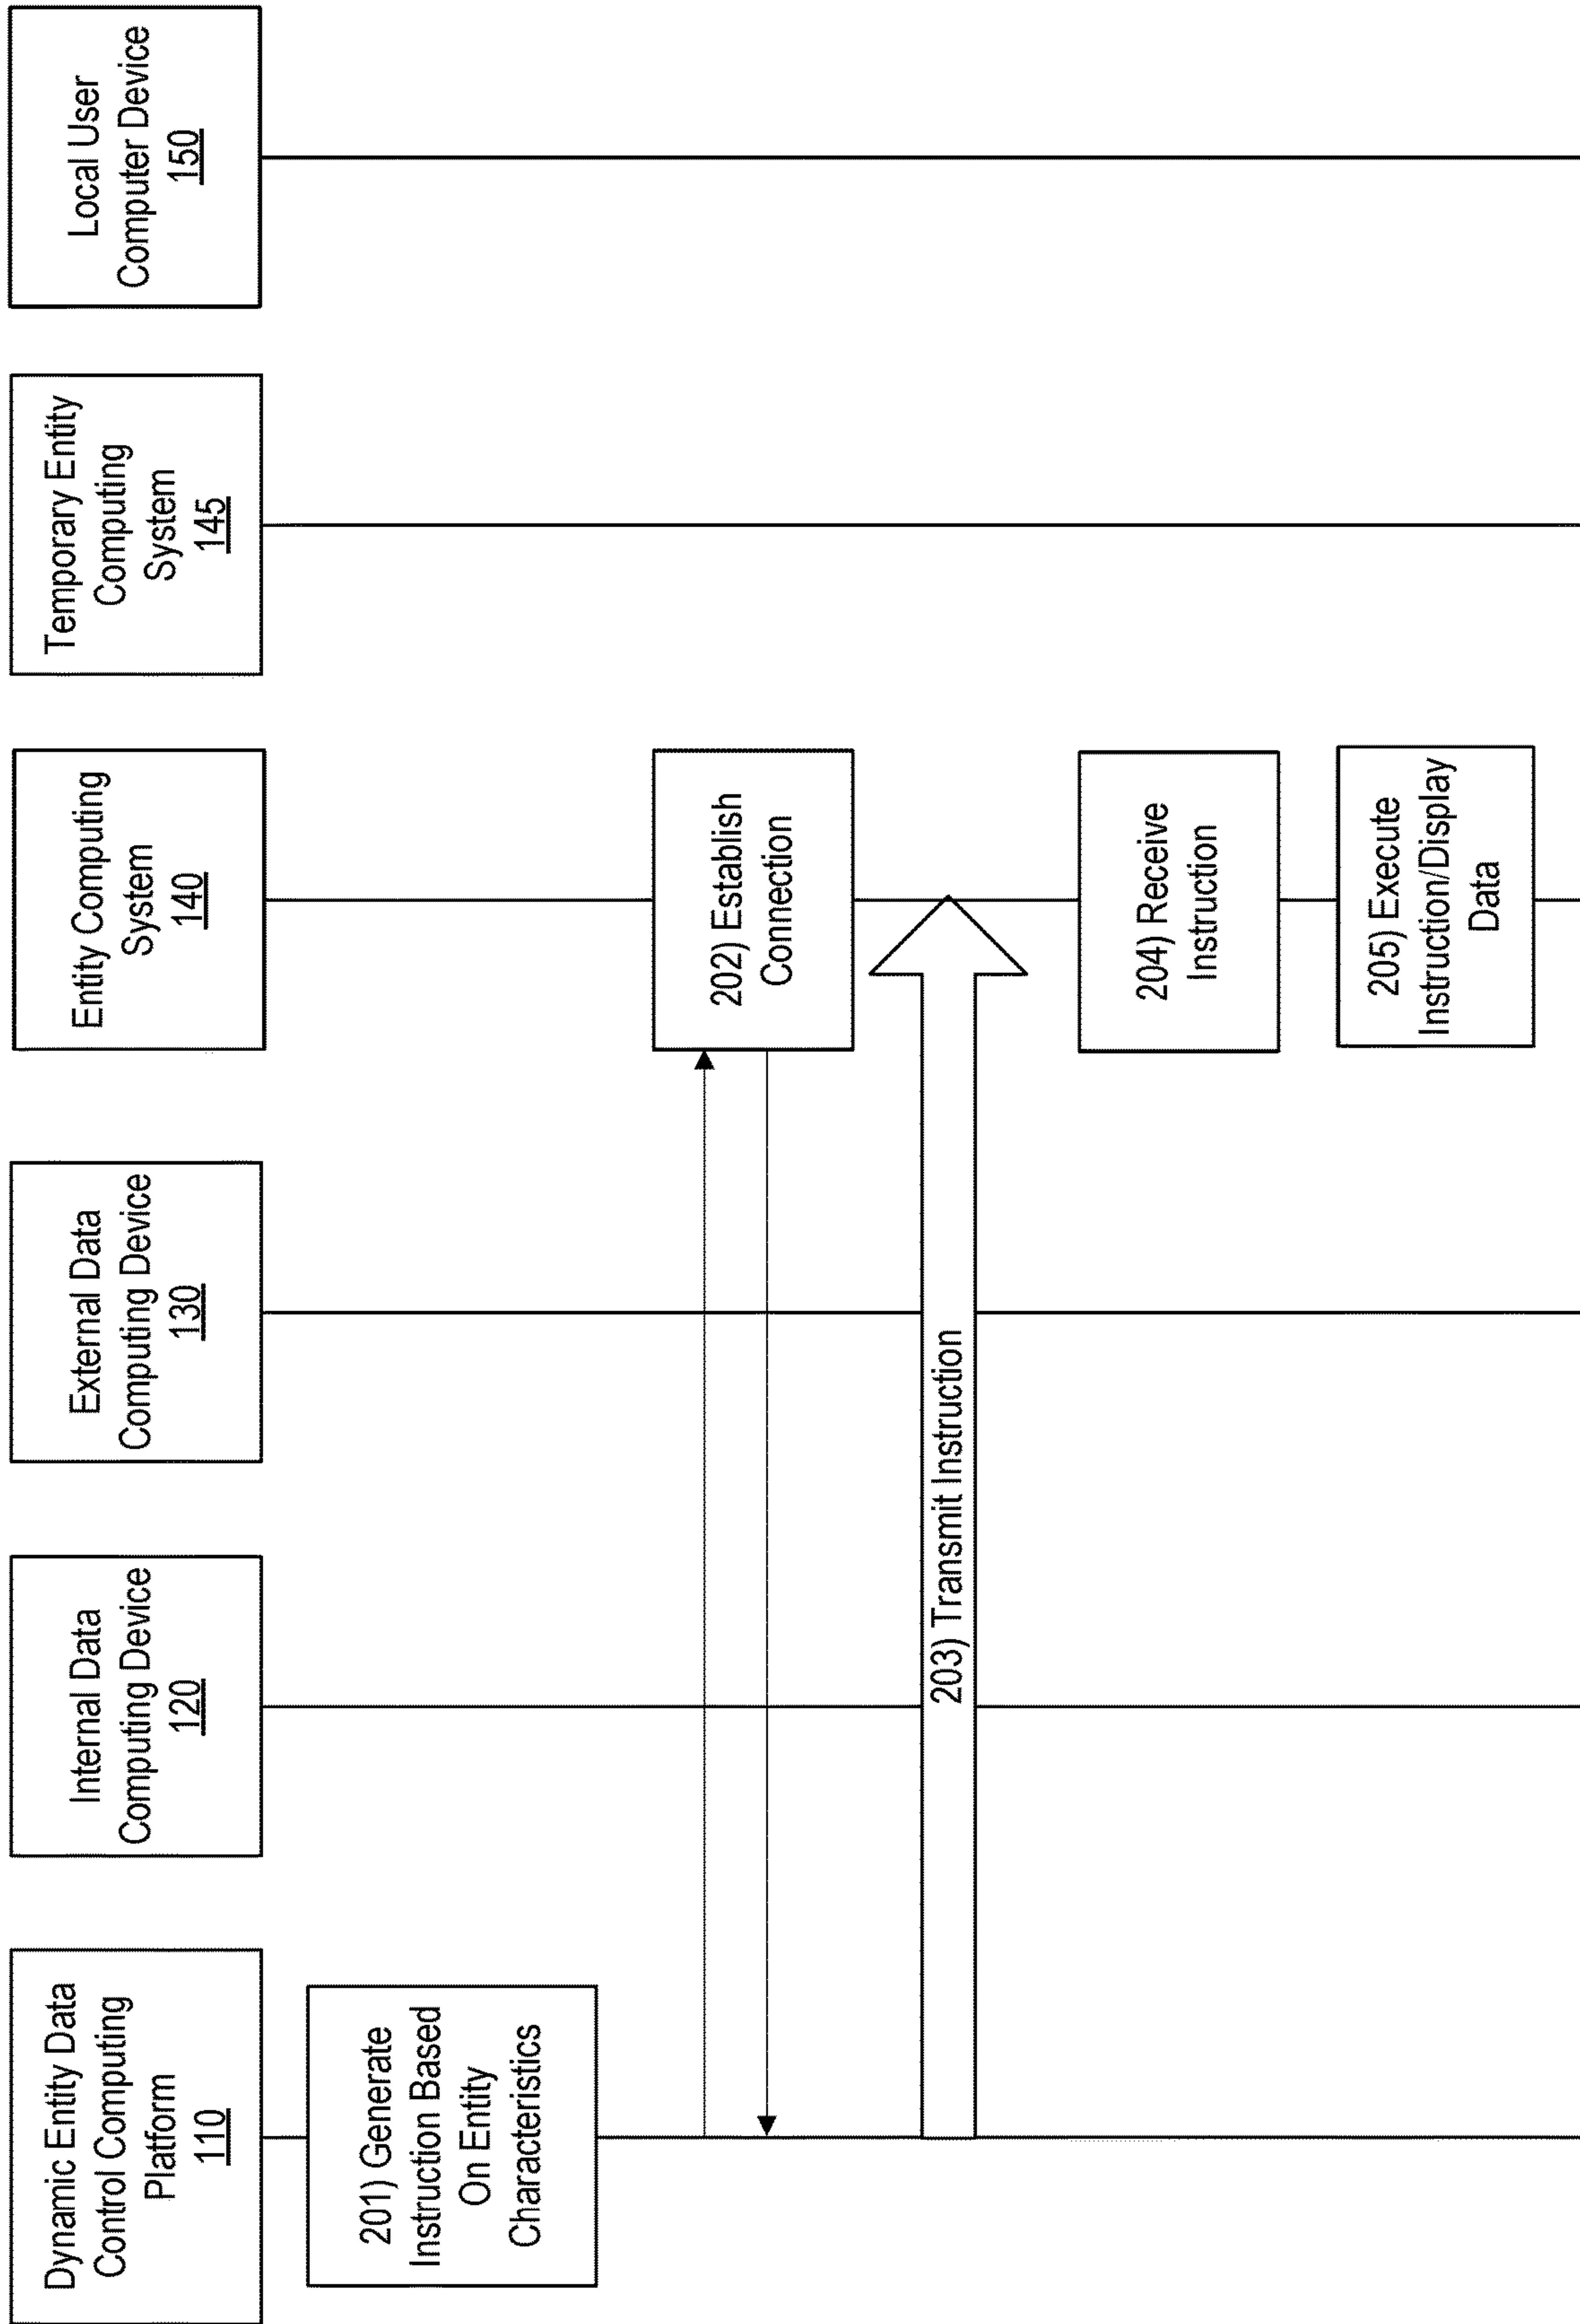 Dynamic Entity Data
Control Computing
Platform
110
Internal Data
Computing Device
120
External Data
Computing Device
130
Entity Computing
System
140
Temporary Entity
Computing
System
145
Local User
Computer Device
150
201) Generate
Instruction Based
On Entity
Characteristics
202) Establish
Connection
203) Transmit Instruction
204) Receive
Instruction
205) Execute
Instruction/Display
Data